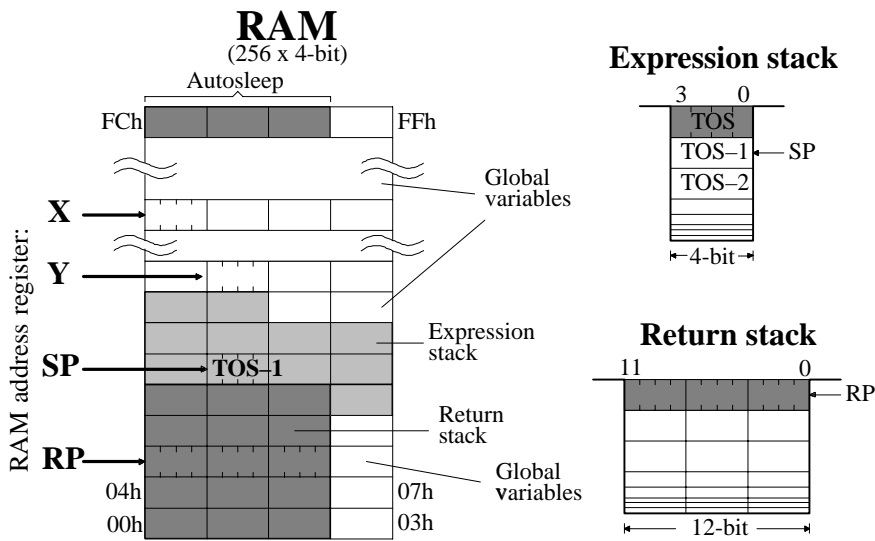 RAM
(256 x 4-bit)
Autosleep
FCh
FFh
Global
variables
X
Y
SP
TOS–1
RP
RAM address register:
Expression
stack
Return
stack
Global
variables
04h
07h
00h
03h
Expression stack
3 0
TOS
TOS–1
SP
TOS–2
4-bit
Return stack
11 0
RP
12-bit